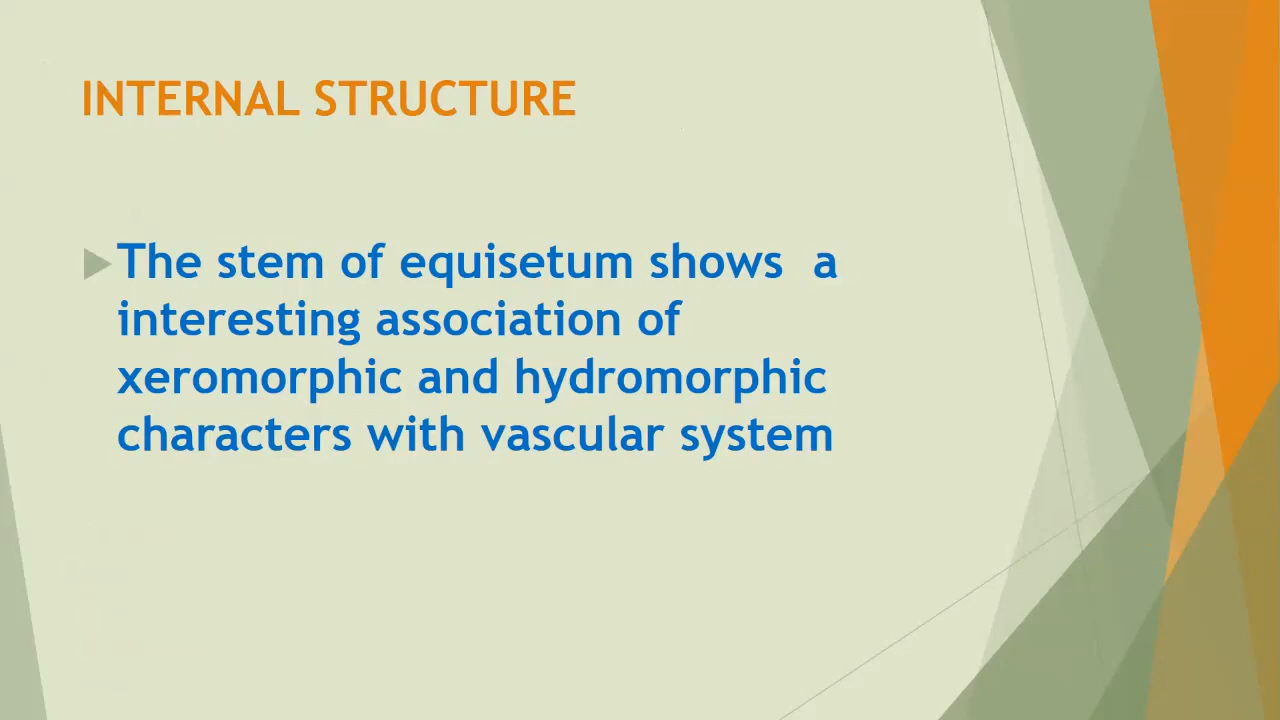 INTERNAL STRUCTURE
The stem of equisetum shows  a
interesting association of
xeromorphic and hydromorphic
characters with vascular system